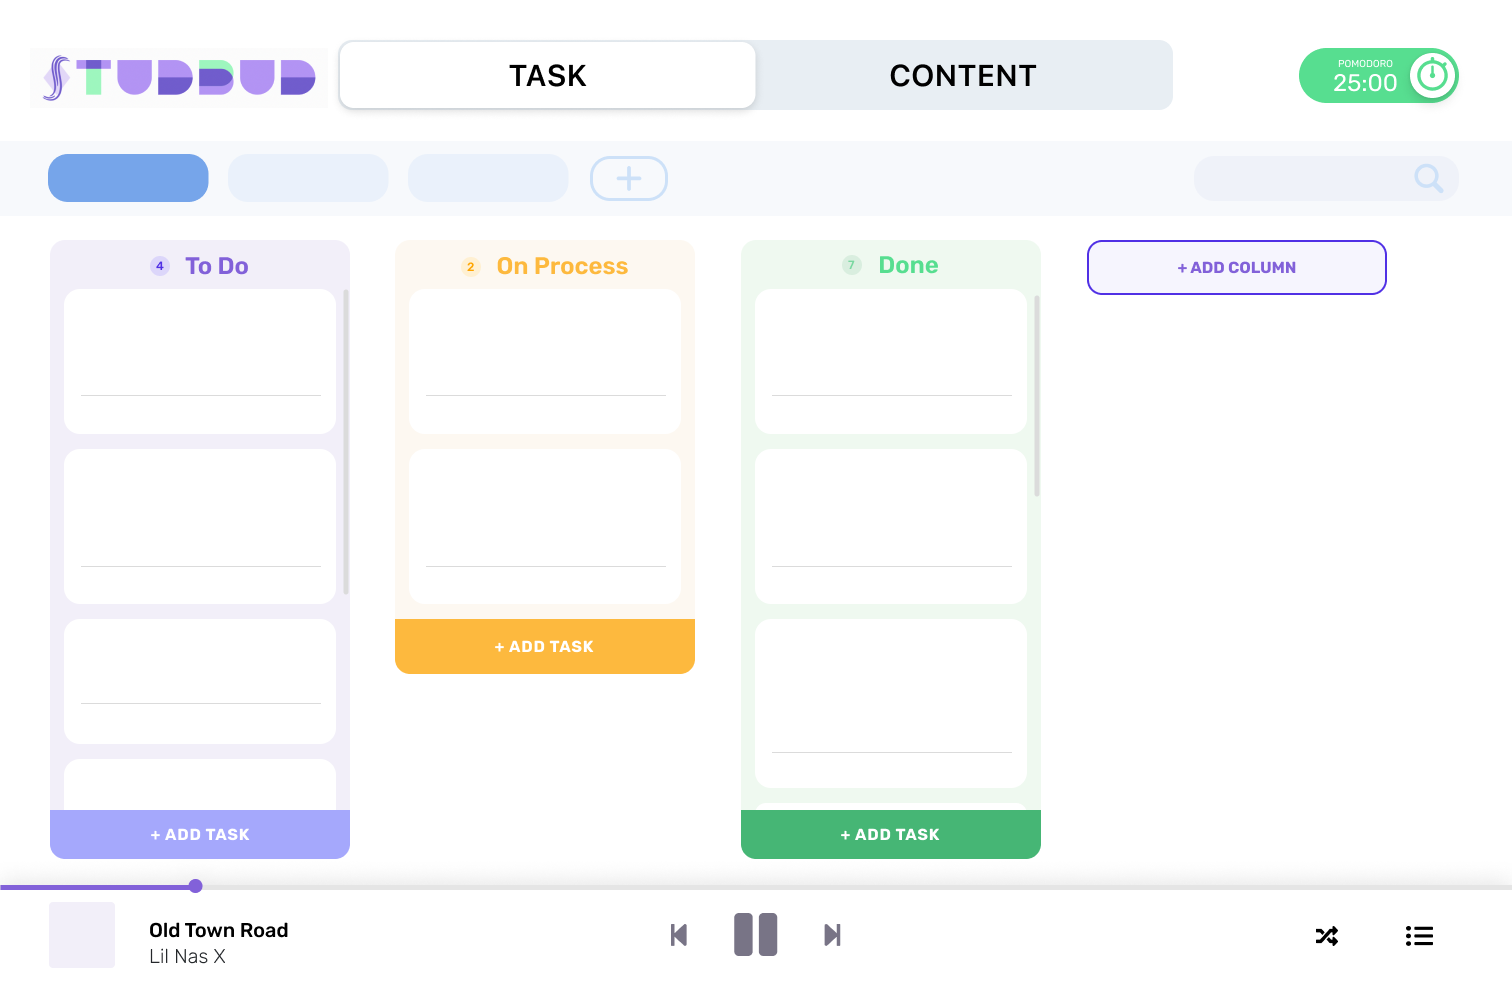 STUDBUD
TASK
CONTENT
POMODORO
25:00
4 To Do
2 On Process
7 Done
+ ADD COLUMN
+ ADD TASK
+ ADD TASK
+ ADD TASK
Old Town Road
Lil Nas X